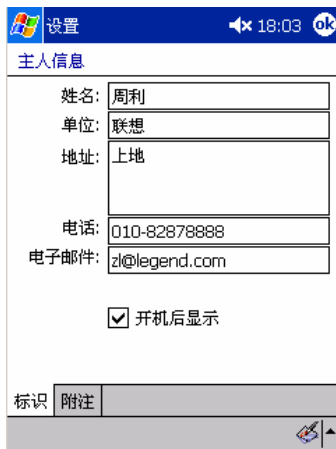 设置 18:03 ok
主人信息
姓名: 周利
单位: 联想
地址: 上地
电话: 010-82878888
电子邮件: zl@legend.com
开机后显示
标识 附注